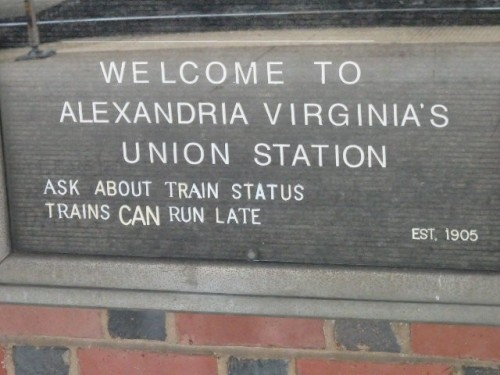 WELCOME TO
ALEXANDRIA VIRGINIA'S
UNION STATION
ASK ABOUT TRAIN STATUS
TRAINS CAN RUN LATE
EST. 1905